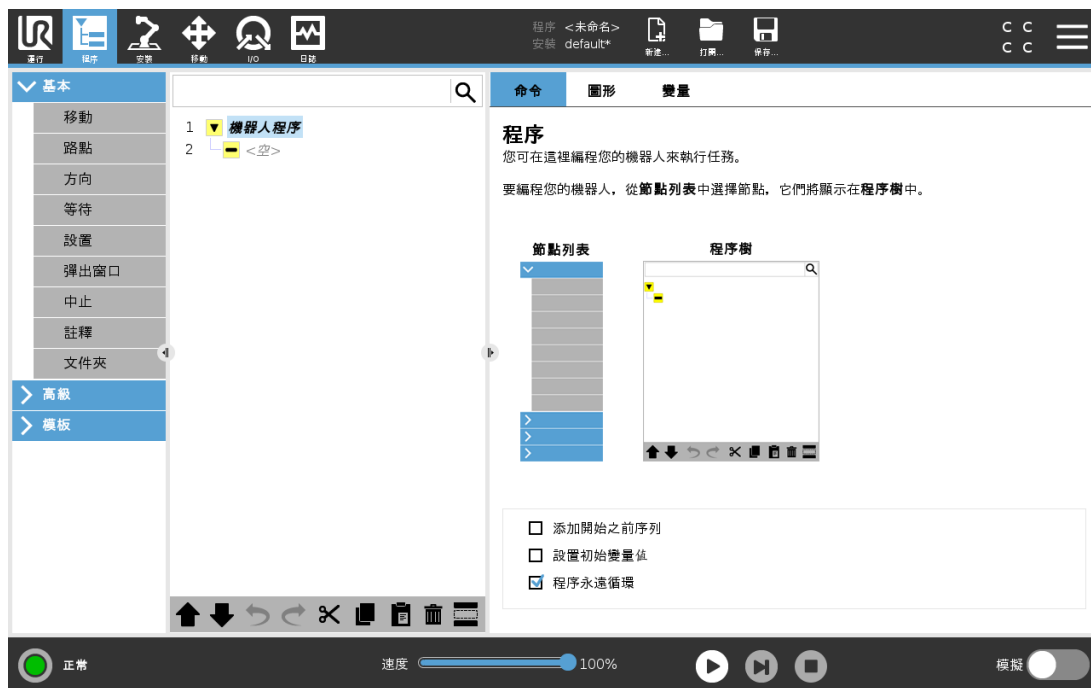 UR
程序 <未命名>
安裝 default*
運行
程序
安裝
移動
I/O
日誌
新建...
打開...
保存...
C C
C C
基本
移動
路點
方向
等待
設置
彈出窗口
中止
註釋
文件夾
高級
模板
1 機器人程序
2 <空>
命令 圖形 變量
程序
您可在這裡編程您的機器人來執行任務。
要編程您的機器人，從節點列表中選擇節點，它們將顯示在程序樹中。
節點列表
程序樹
添加開始之前序列
設置初始變量值
程序永遠循環
正常
速度
100%
模擬